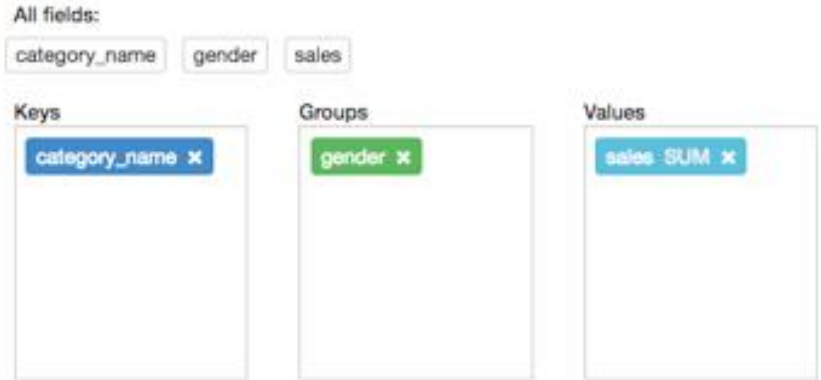 All fields:
category_name gender sales
Keys Groups Values
category_name × gender × sales SUM ×